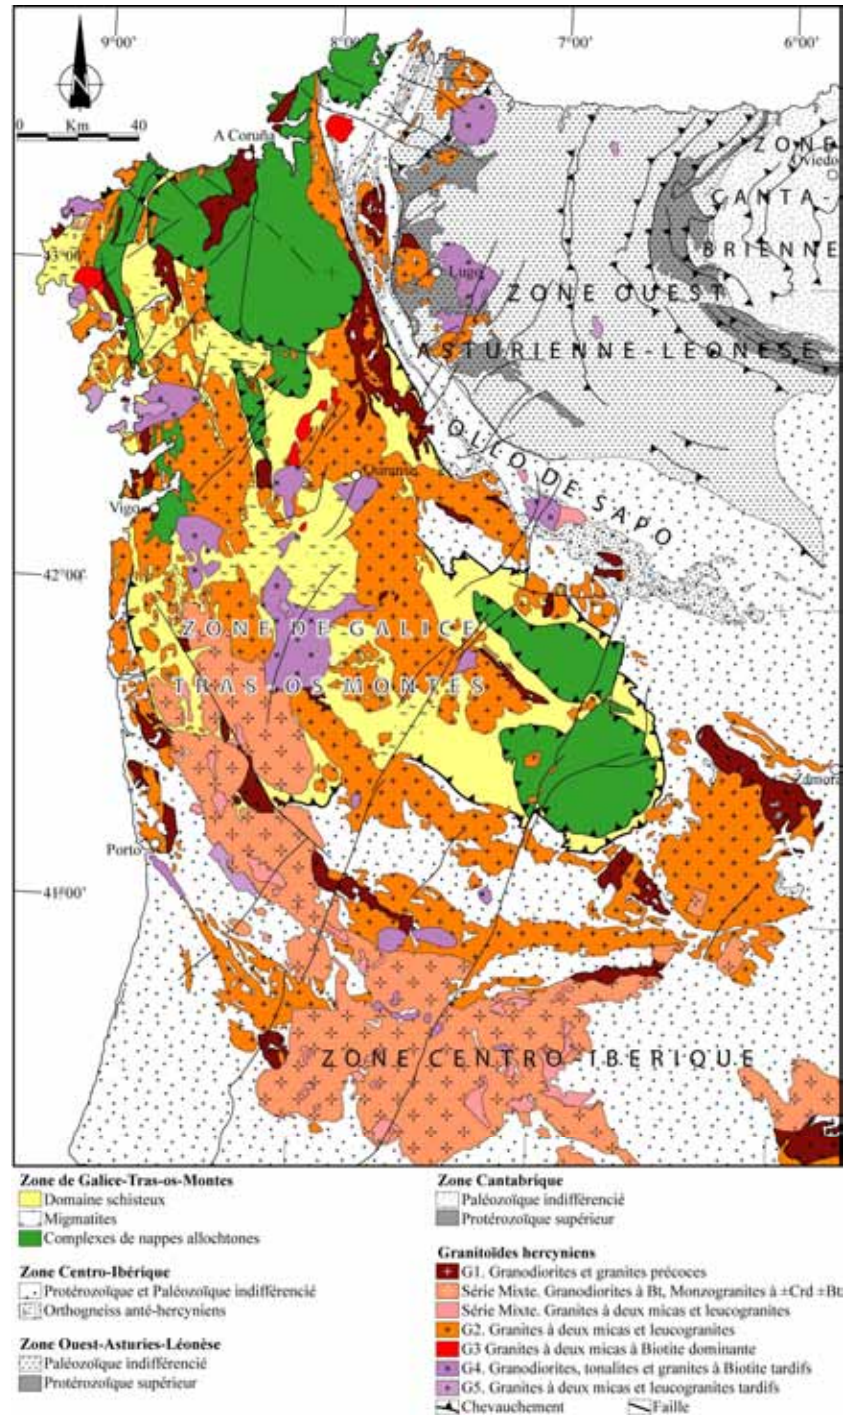 9°00' 8°00' 7°00' 6°00'
N
0 Km 40
A Coruña
ZONE
Oviedo
CANTA-
BRIENNE
43°00'
Lugo
ZONE OUEST
ASTURIENNE-LEONESE
OLLO DE SAPO
Ourense
Vigo
42°00'
ZONE DE GALICE
TRAS-OS MONTES
Zamora
Porto
41°00'
ZONE CENTRO-IBERIQUE
Zone de Galice-Tras-os-Montes
Domaine schisteux
Migmatites
Complexes de nappes allochtones
Zone Centro-Ibérique
Protérozoïque et Paléozoïque indifférencié
Orthogneiss anté-hercyniens
Zone Ouest-Asturies-Léonèse
Paléozoïque indifférencié
Protérozoïque supérieur
Zone Cantabrique
Paléozoïque indifférencié
Protérozoïque supérieur
Granitoïdes hercyniens
G1. Granodiorites et granites précoces
Série Mixte. Granodiorites à Bt, Monzogranites à ±Crd ±Bt
Série Mixte. Granites à deux micas et leucogranites
G2. Granites à deux micas et leucogranites
G3 Granites à deux micas à Biotite dominante
G4. Granodiorites, tonalites et granites à Biotite tardifs
G5. Granites à deux micas et leucogranites tardifs
Chevauchement Faille